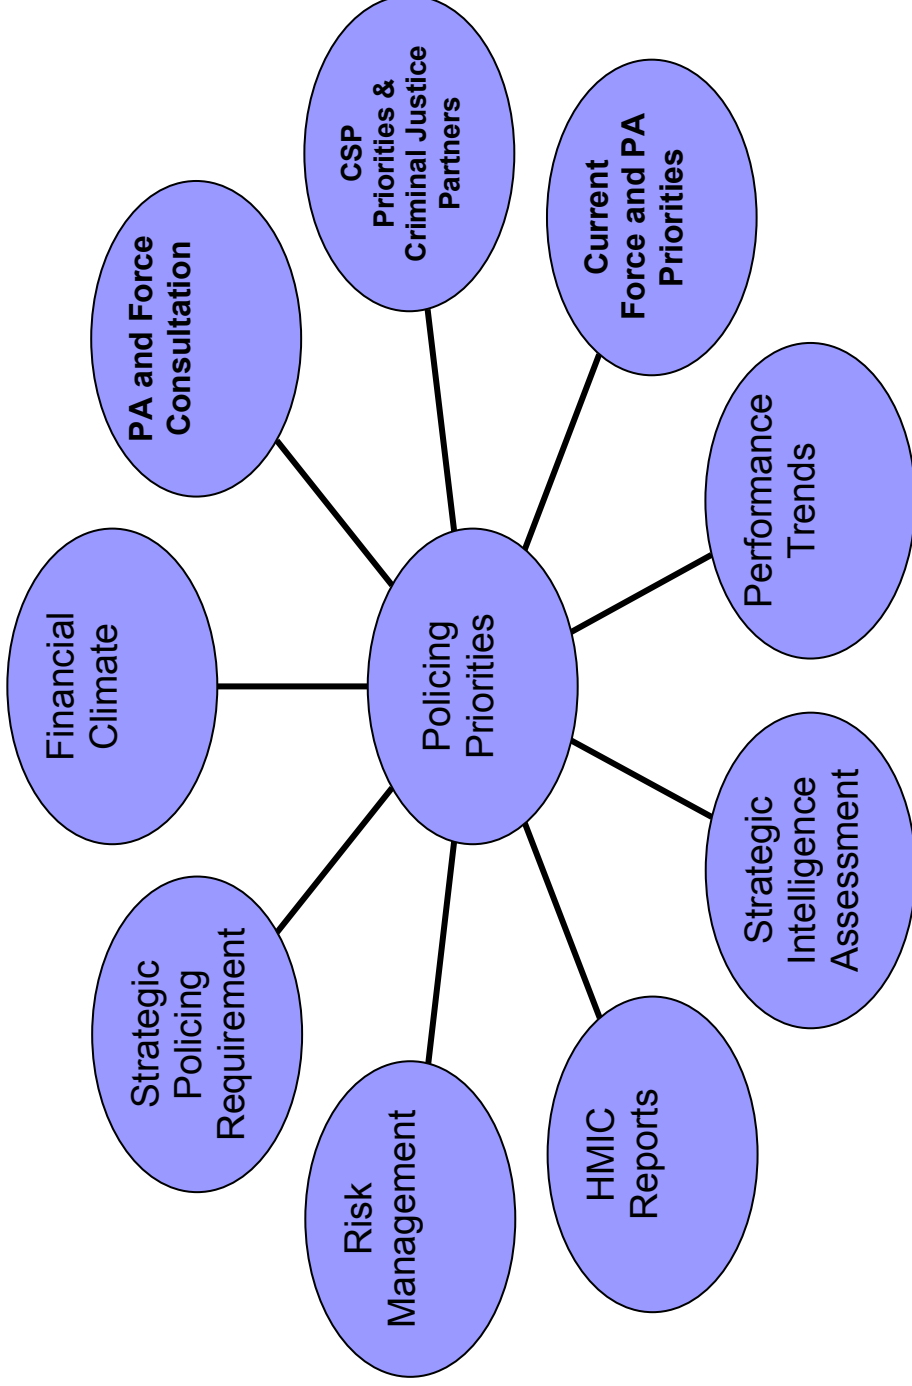 Financial
Climate
PA and Force
Consultation
CSP
Priorities &
Criminal Justice
Partners
Current
Force and PA
Priorities
Performance
Trends
Strategic
Intelligence
Assessment
HMIC
Reports
Risk
Management
Strategic
Policing
Requirement
Policing
Priorities